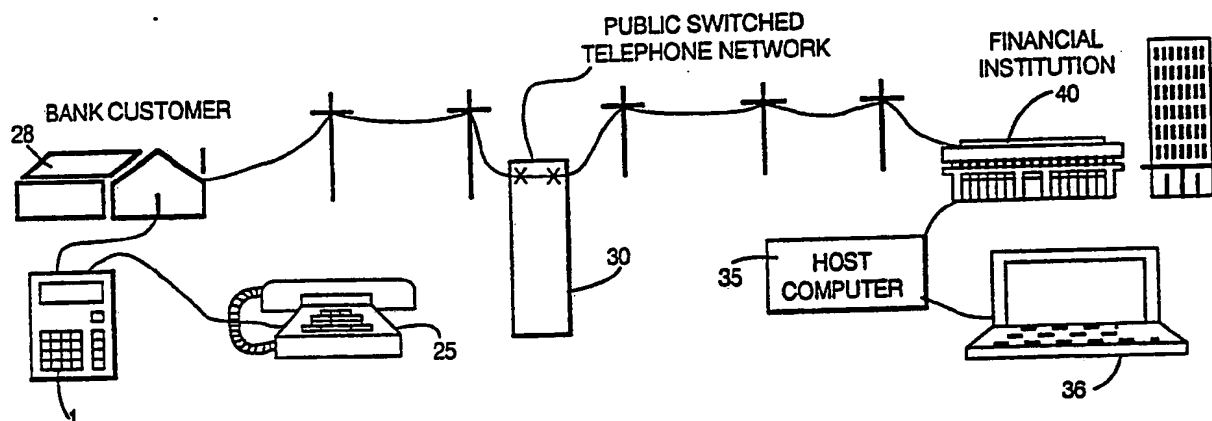 PUBLIC SWITCHED
TELEPHONE NETWORK
FINANCIAL
INSTITUTION
40
BANK CUSTOMER
28
30
35
HOST
COMPUTER
25
36
1